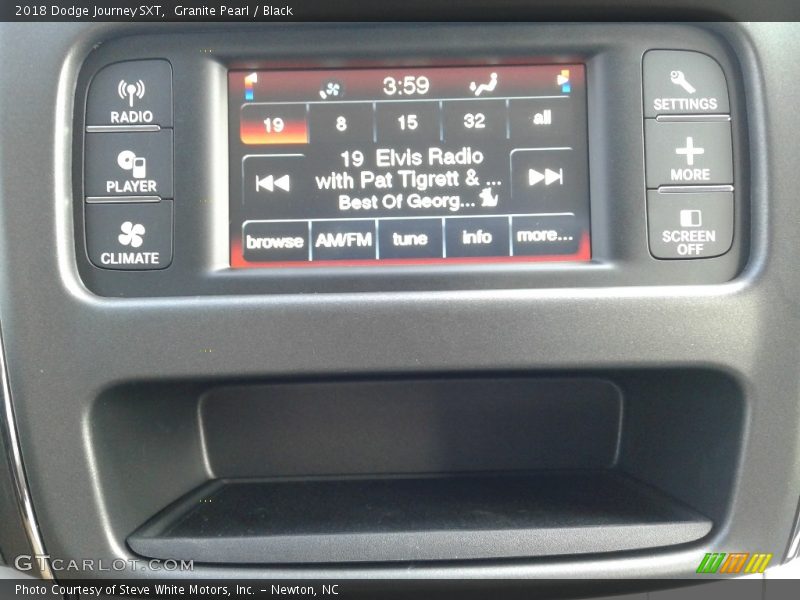 2018 Dodge Journey SXT, Granite Pearl / Black
RADIO
PLAYER
CLIMATE
3:59
19 8 15 32 all
19 Elvis Radio
with Pat Tigrett & ...
Best Of Georg...
browse AM/FM tune info more...
SETTINGS
MORE
SCREEN
OFF
GTCARLOT.COM
Photo Courtesy of Steve White Motors, Inc. - Newton, NC